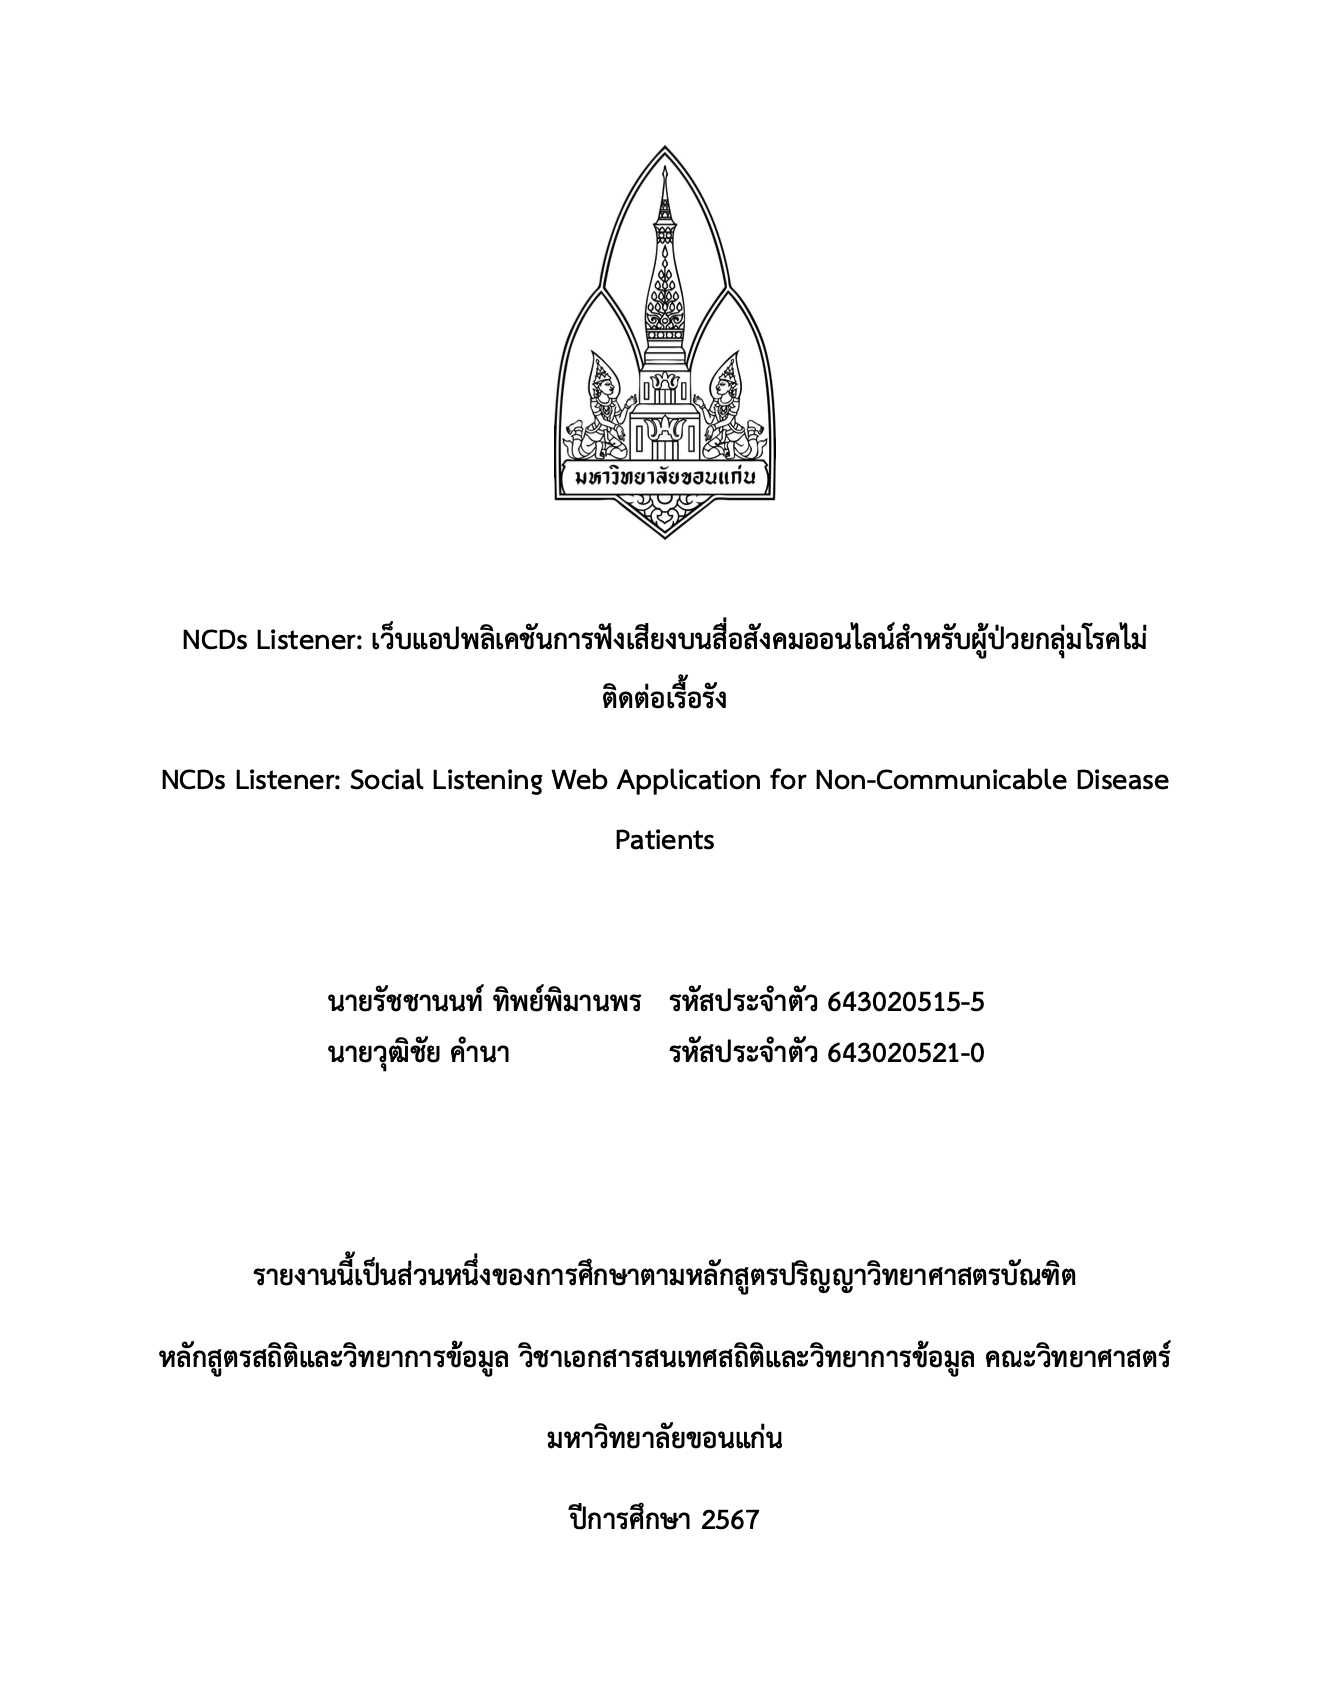 มหาวิทยาลัยขอนแก่น
NCDs Listener: เว็บแอปพลิเคชันการฟังเสียงบนสื่อสังคมออนไลน์สำหรับผู้ป่วยกลุ่มโรคไม่
ติดต่อเรื้อรัง
NCDs Listener: Social Listening Web Application for Non-Communicable Disease
Patients
นายรัชชานนท์ ทิพย์พิมานพร รหัสประจำตัว 643020515-5
นายวุฒิชัย คำนา รหัสประจำตัว 643020521-0
รายงานนี้เป็นส่วนหนึ่งของการศึกษาตามหลักสูตรปริญญาวิทยาศาสตรบัณฑิต
หลักสูตรสถิติและวิทยาการข้อมูล วิชาเอกสารสนเทศสถิติและวิทยาการข้อมูล คณะวิทยาศาสตร์
มหาวิทยาลัยขอนแก่น
ปีการศึกษา 2567